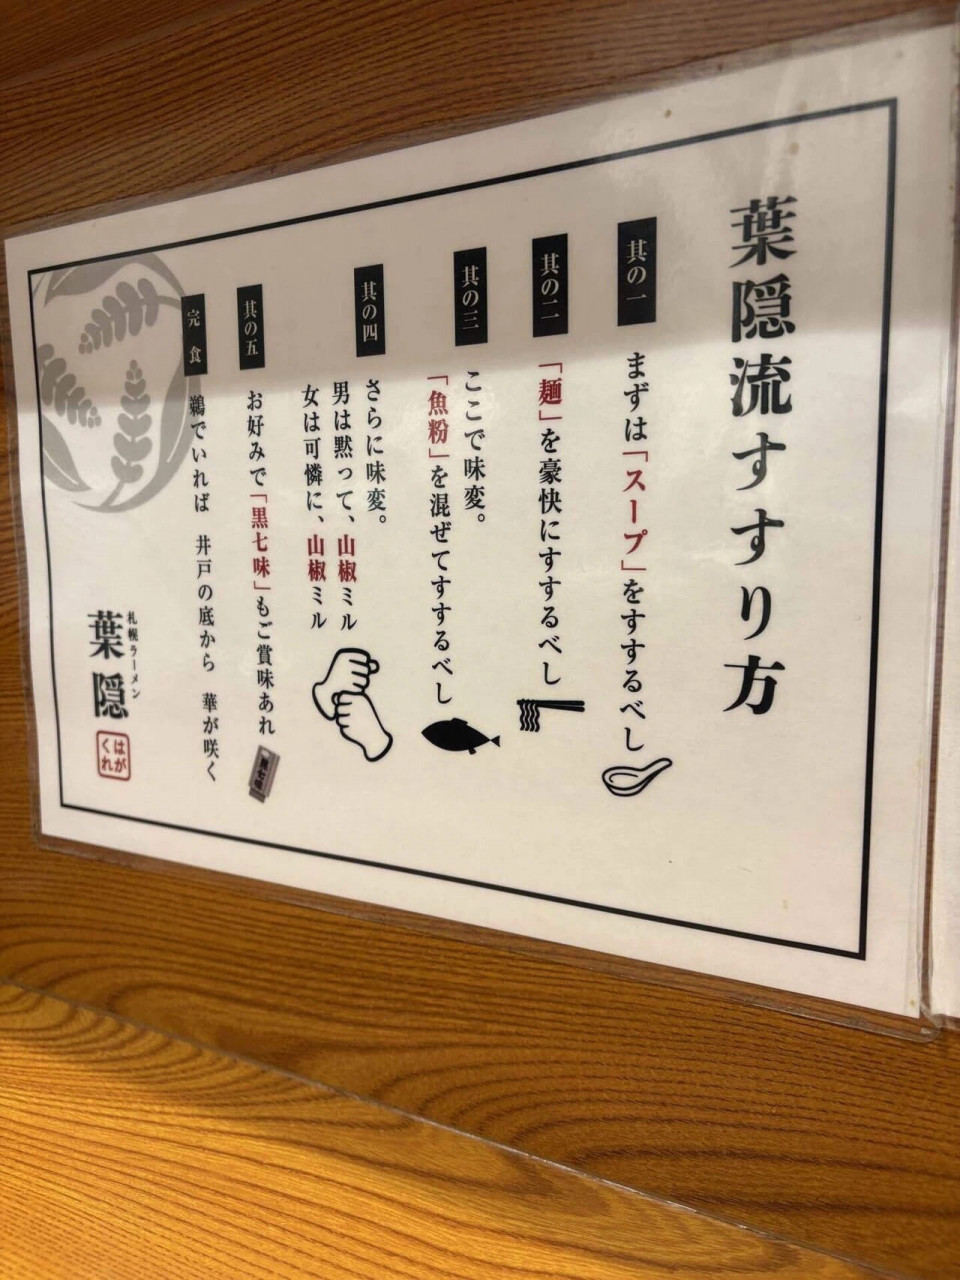 葉隠流すすり方
其の一
まずは「スープ」をすするべし
其の二
「麺」を豪快にすするべし
其の三
ここで味変。
「魚粉」を混ぜてすするべし
其の四
さらに味変。
男は黙って、山椒ミル
女は可憐に、山椒ミル
其の五
お好みで「黒七味」もご賞味あれ
黒七味
完食
鵜でいれば 井戸の底から 華が咲く
札幌ラーメン
葉隠
はがくれ